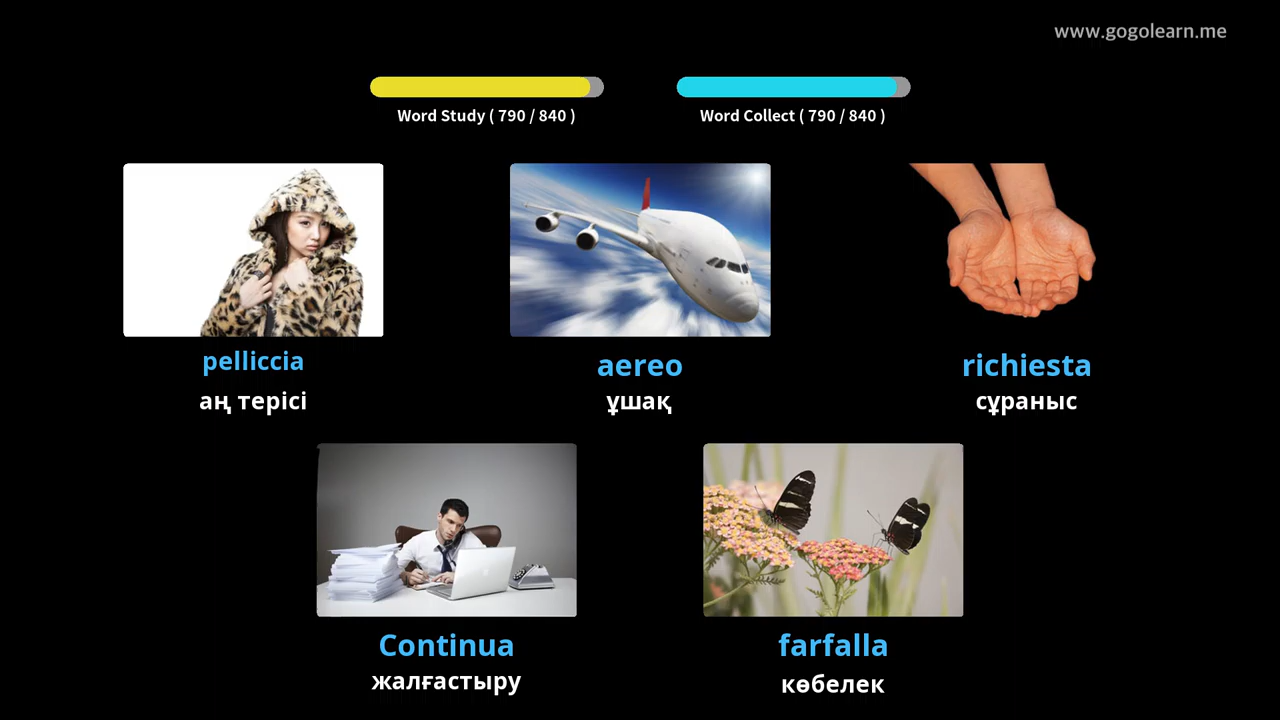 www.gogolearn.me
Word Study ( 790 / 840 )
Word Collect ( 790 / 840 )
pelliccia
аң терісі
aereo
ұшақ
richiesta
сұраныс
Continua
жалғастыру
farfalla
көбелек